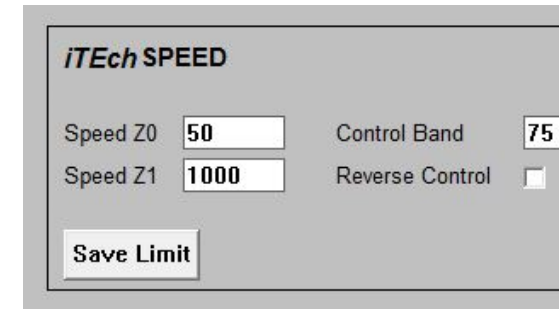 iTEch SPEED
Speed Z0 50 Control Band 75
Speed Z1 1000 Reverse Control
Save Limit